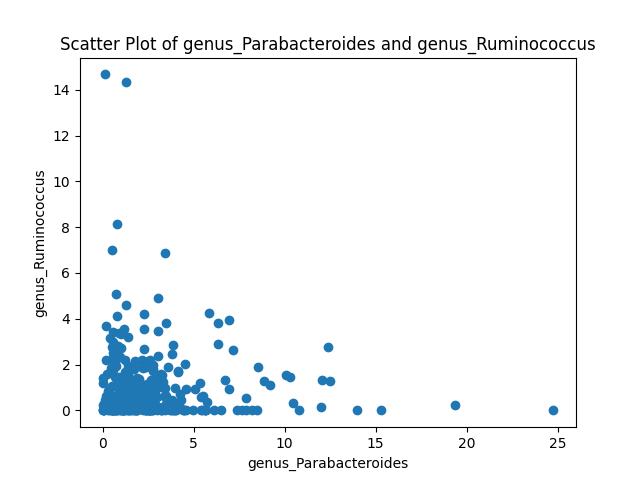 Scatter Plot of genus_Parabacteroides and genus_Ruminococcus
14
12
10
8
6
4
2
0
genus_Ruminococcus
0 5 10 15 20 25
genus_Parabacteroides